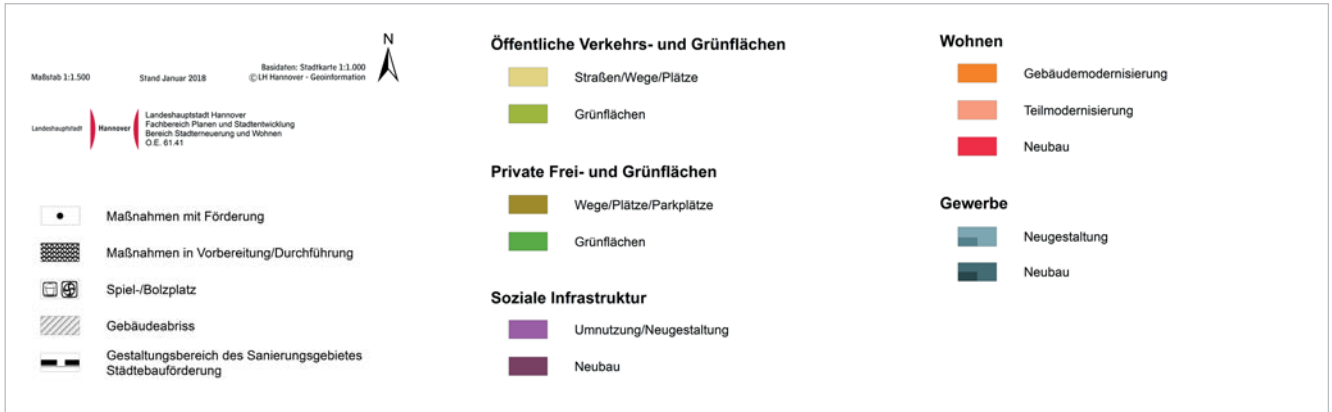 N
Maßstab 1:1.500
Stand Januar 2018
Basidaten: Stadtkarte 1:1.000
©LH Hannover - Geoinformation
Landeshauptstadt
Hannover
Landeshauptstadt Hannover
Fachbereich Planen und Stadtentwicklung
Bereich Stadterneuerung und Wohnen
O.E. 61.41
Maßnahmen mit Förderung
Maßnahmen in Vorbereitung/Durchführung
Spiel-/Bolzplatz
Gebäudeabriss
Gestaltungsbereich des Sanierungsgebietes
Städtebauförderung
Öffentliche Verkehrs- und Grünflächen
Straßen/Wege/Plätze
Grünflächen
Private Frei- und Grünflächen
Wege/Plätze/Parkplätze
Grünflächen
Soziale Infrastruktur
Umnutzung/Neugestaltung
Neubau
Wohnen
Gebäudemodernisierung
Teilmodernisierung
Neubau
Gewerbe
Neugestaltung
Neubau